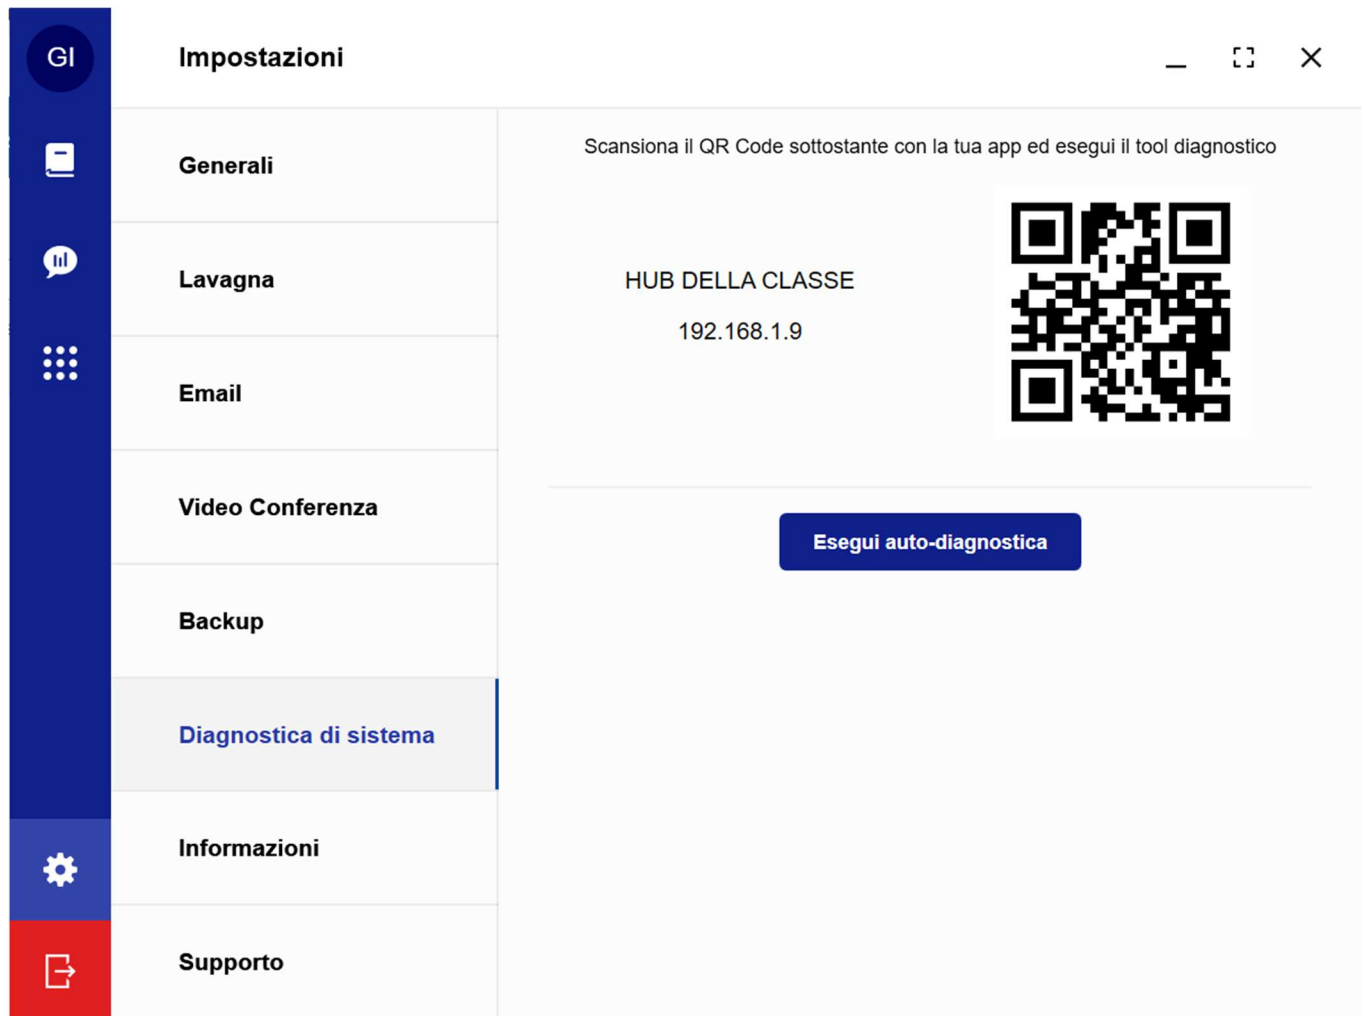 GI
Impostazioni
Generali
Lavagna
Email
Video Conferenza
Backup
Diagnostica di sistema
Informazioni
Supporto
Scansiona il QR Code sottostante con la tua app ed esegui il tool diagnostico
HUB DELLA CLASSE
192.168.1.9
Esegui auto-diagnostica